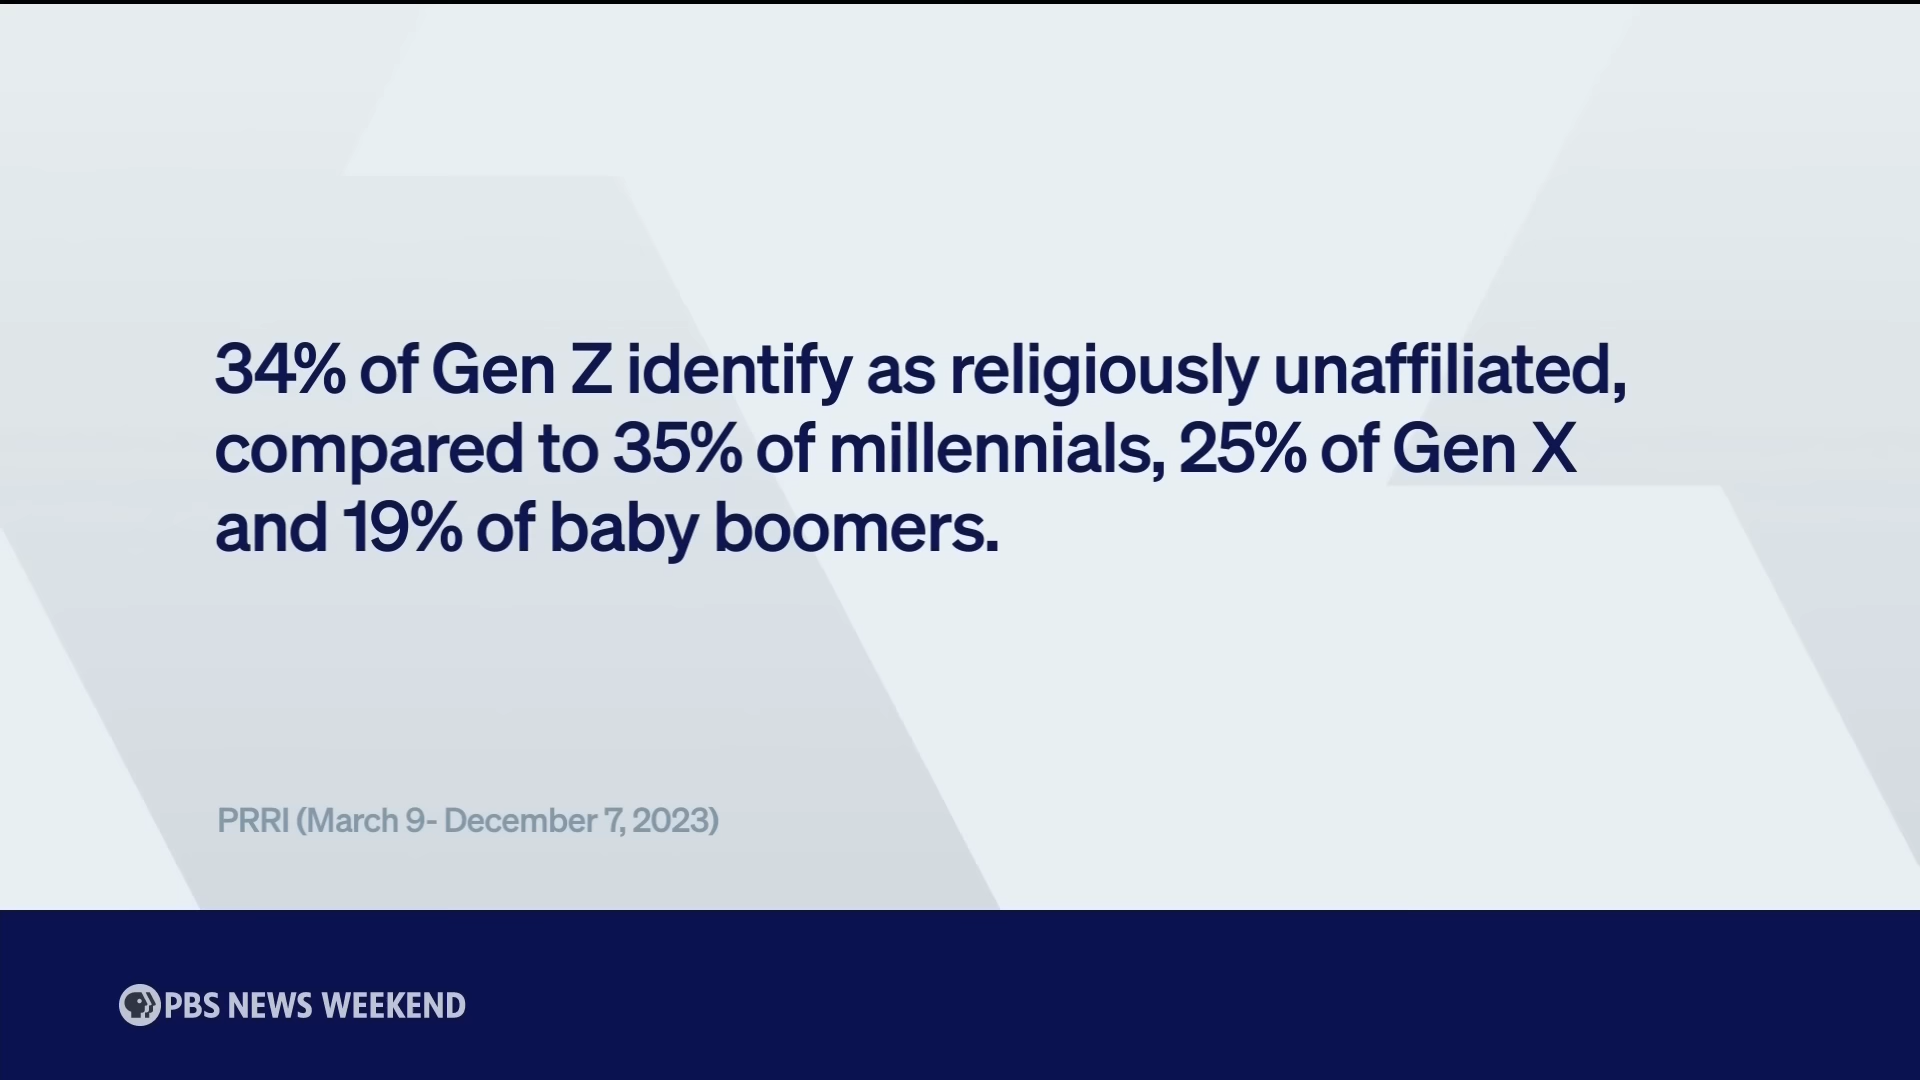 34% of Gen Z identify as religiously unaffiliated,
compared to 35% of millennials, 25% of Gen X
and 19% of baby boomers.
PRRI (March 9- December 7, 2023)
PBS NEWS WEEKEND